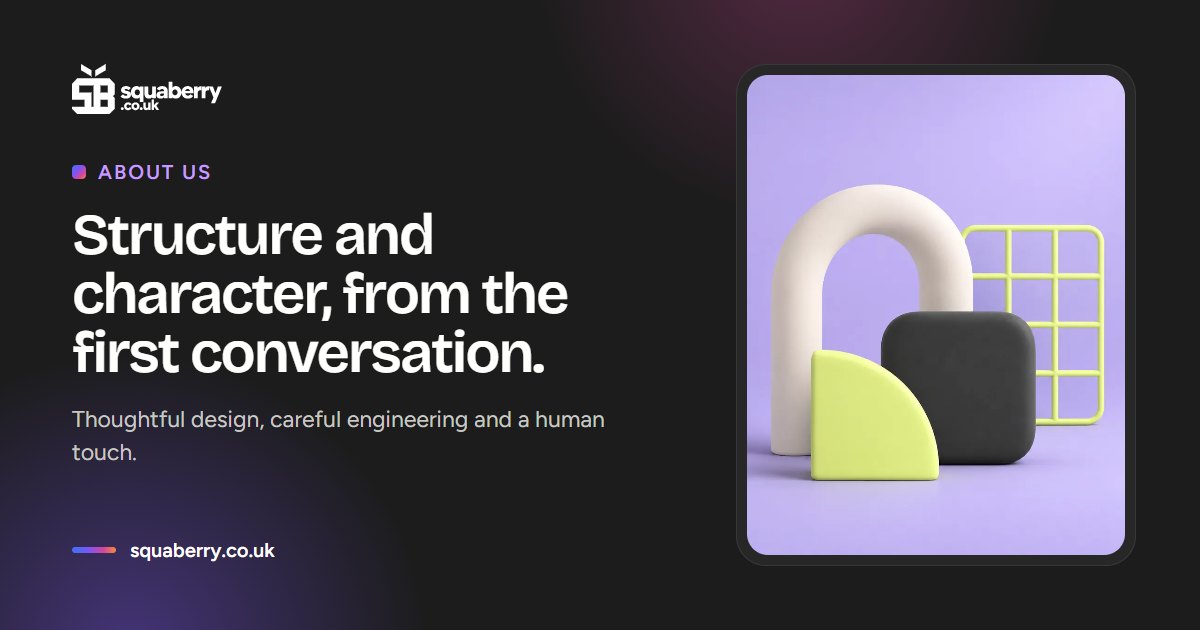 SB
squaberry
.co.uk
ABOUT US
Structure and
character, from the
first conversation.
Thoughtful design, careful engineering and a human
touch.
squaberry.co.uk